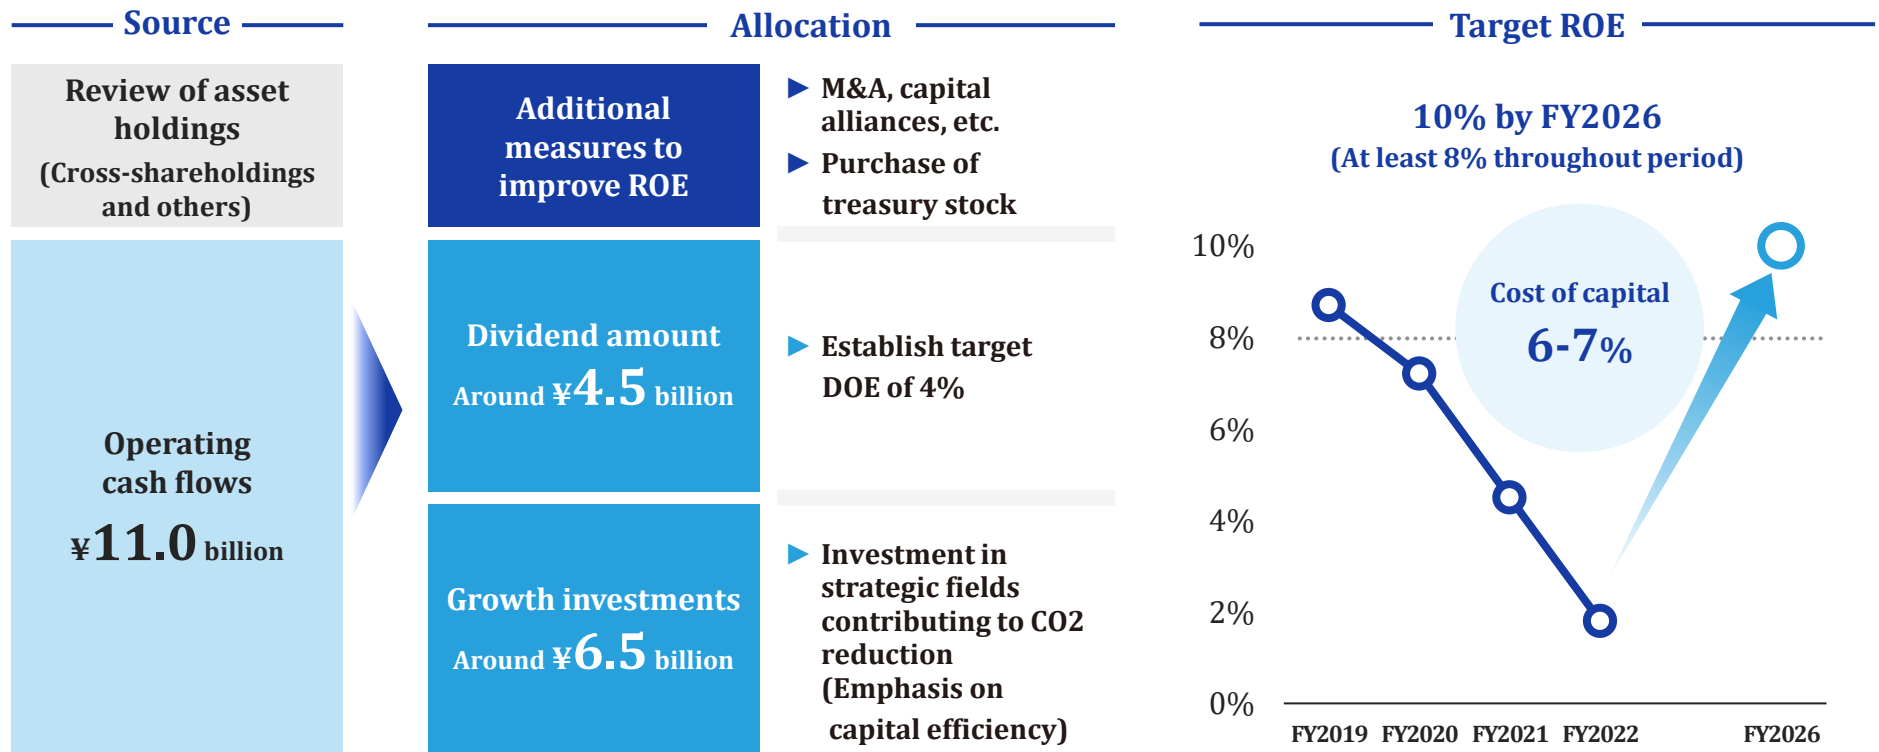 Source
Review of asset
holdings
(Cross-shareholdings
and others)
Operating
cash flows
¥11.0 billion
Allocation
Additional
measures to
improve ROE
▶ M&A, capital
alliances, etc.
▶ Purchase of
treasury stock
Dividend amount
Around ¥4.5 billion
▶ Establish target
DOE of 4%
Growth investments
Around ¥6.5 billion
▶ Investment in
strategic fields
contributing to CO2
reduction
(Emphasis on
capital efficiency)
Target ROE
10% by FY2026
(At least 8% throughout period)
10%
8%
6%
4%
2%
0%
Cost of capital
6-7%
FY2019 FY2020 FY2021 FY2022 FY2026